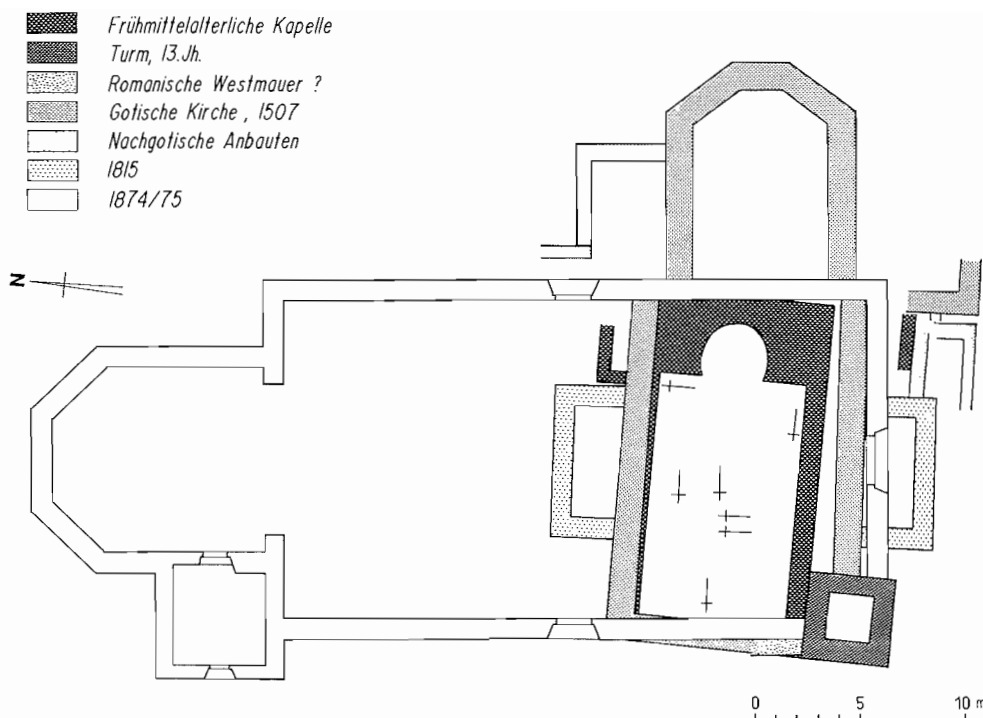 Frühmittelalterliche Kapelle
Turm, 13.Jh.
Romanische Westmauer ?
Gotische Kirche, 1507
Nachgotische Anbauten
1815
1874/75
N
0 5 10 m